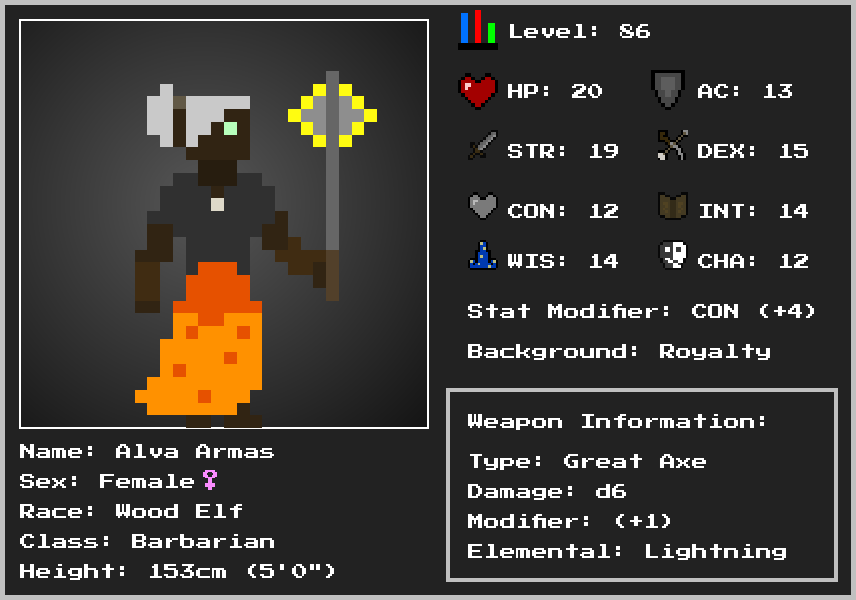 Level: 86
HP: 20
AC: 13
STR: 19
DEX: 15
CON: 12
INT: 14
WIS: 14
CHA: 12
Stat Modifier: CON (+4)
Background: Royalty
Weapon Information:
Type: Great Axe
Damage: d6
Modifier: (+1)
Elemental: Lightning
Name: Alva Armas
Sex: Female♀
Race: Wood Elf
Class: Barbarian
Height: 153cm (5'0")